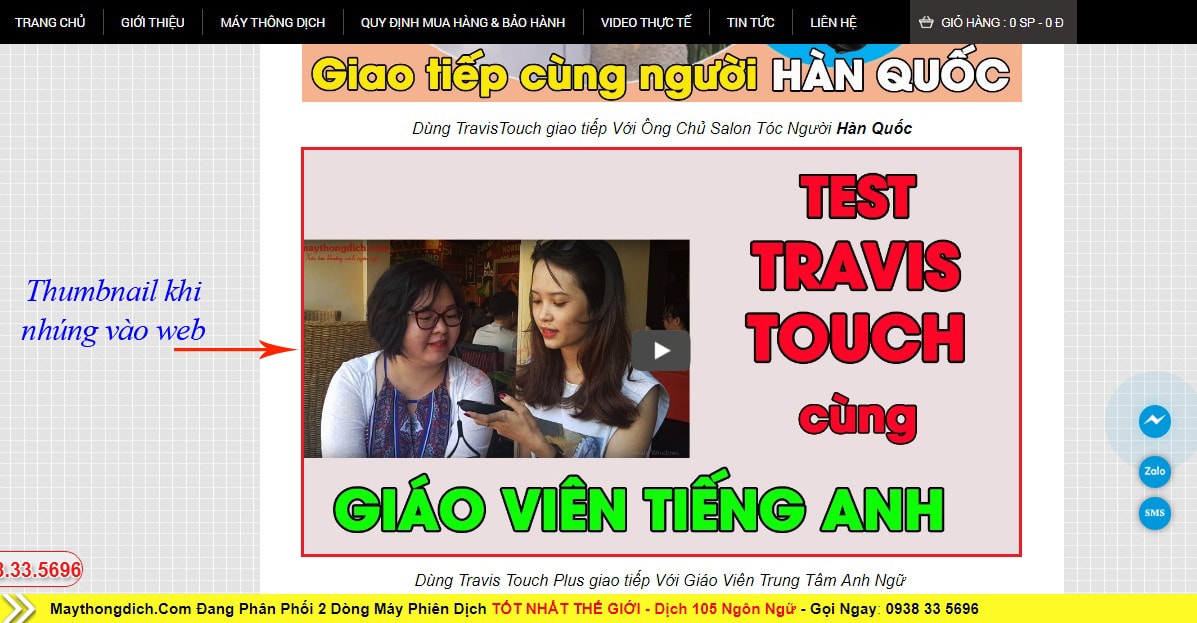 TRANG CHỦ
GIỚI THIỆU
MÁY THÔNG DỊCH
QUY ĐỊNH MUA HÀNG & BẢO HÀNH
VIDEO THỰC TẾ
TIN TỨC
LIÊN HỆ
GIỎ HÀNG : 0 SP - 0 Đ
Giao tiếp cùng người HÀN QUỐC
Dùng TravisTouch giao tiếp Với Ông Chủ Salon Tóc Người Hàn Quốc
Thumbnail khi
nhúng vào web
maythongdich.com
TEST
TRAVIS
TOUCH
cùng
GIÁO VIÊN TIẾNG ANH
Zalo
SMS
Dùng Travis Touch Plus giao tiếp Với Giáo Viên Trung Tâm Anh Ngữ
3.33.5696
Maythongdich.Com Đang Phân Phối 2 Dòng Máy Phiên Dịch TỐT NHẤT THẾ GIỚI - Dịch 105 Ngôn Ngữ - Gọi Ngay: 0938 33 5696